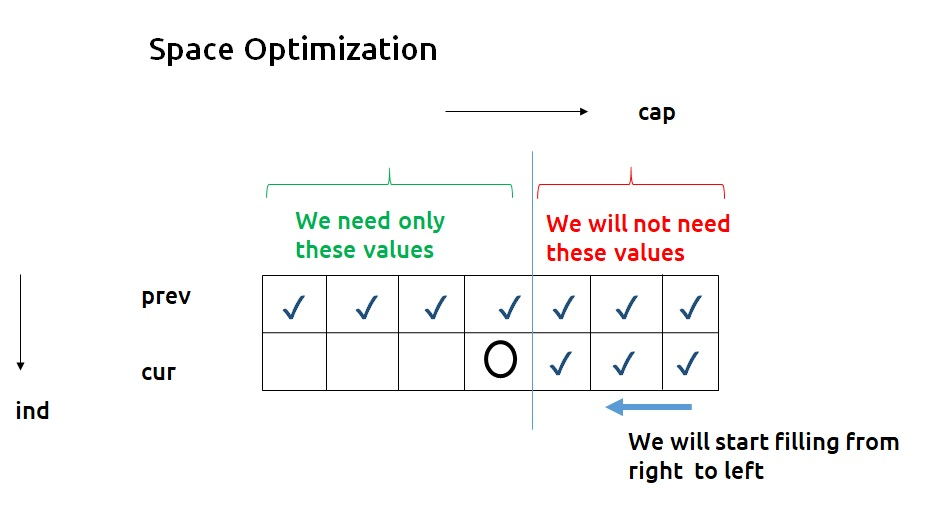 Space Optimization
cap
We need only
these values
We will not need
these values
prev
cur
ind
We will start filling from
right to left